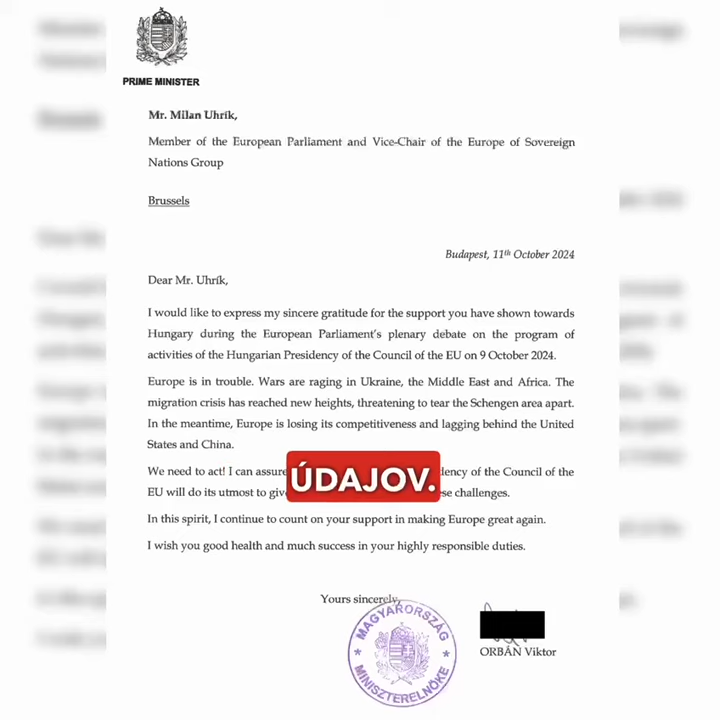 PRIME MINISTER
Mr. Milan Uhrík,
Member of the European Parliament and Vice-Chair of the Europe of Sovereign
Nations Group
Brussels
Budapest, 11th October 2024
Dear Mr. Uhrík,
I would like to express my sincere gratitude for the support you have shown towards
Hungary during the European Parliament's plenary debate on the program of
activities of the Hungarian Presidency of the Council of the EU on 9 October 2024.
Europe is in trouble. Wars are raging in Ukraine, the Middle East and Africa. The
migration crisis has reached new heights, threatening to tear the Schengen area apart.
In the meantime, Europe is losing its competitiveness and lagging behind the United
States and China.
We need to act! I can assure of the Council of the
ÚDAJOV.
EU will do its utmost to challenges.
In this spirit, I continue to count on your support in making Europe great again.
I wish you good health and much success in your highly responsible duties.
Yours sincerely,
MAGYARORSZÁG
MINISZTERELNÖKE
ORBÁN Viktor